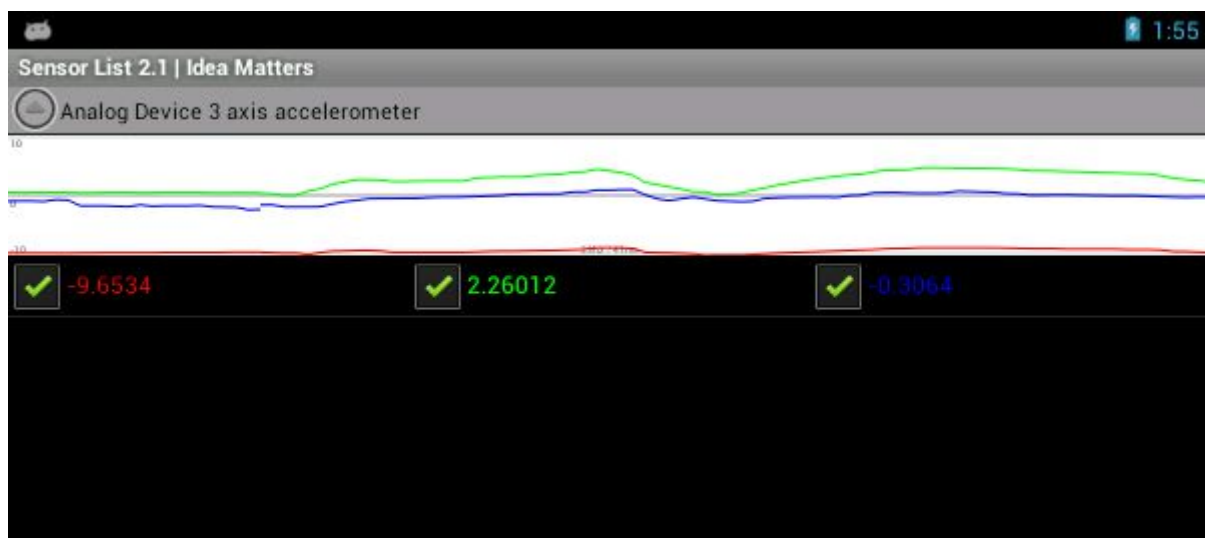 1:55
Sensor List 2.1 | Idea Matters
Analog Device 3 axis accelerometer
10
0
-10
-9.6534 2.26012 -0.3064